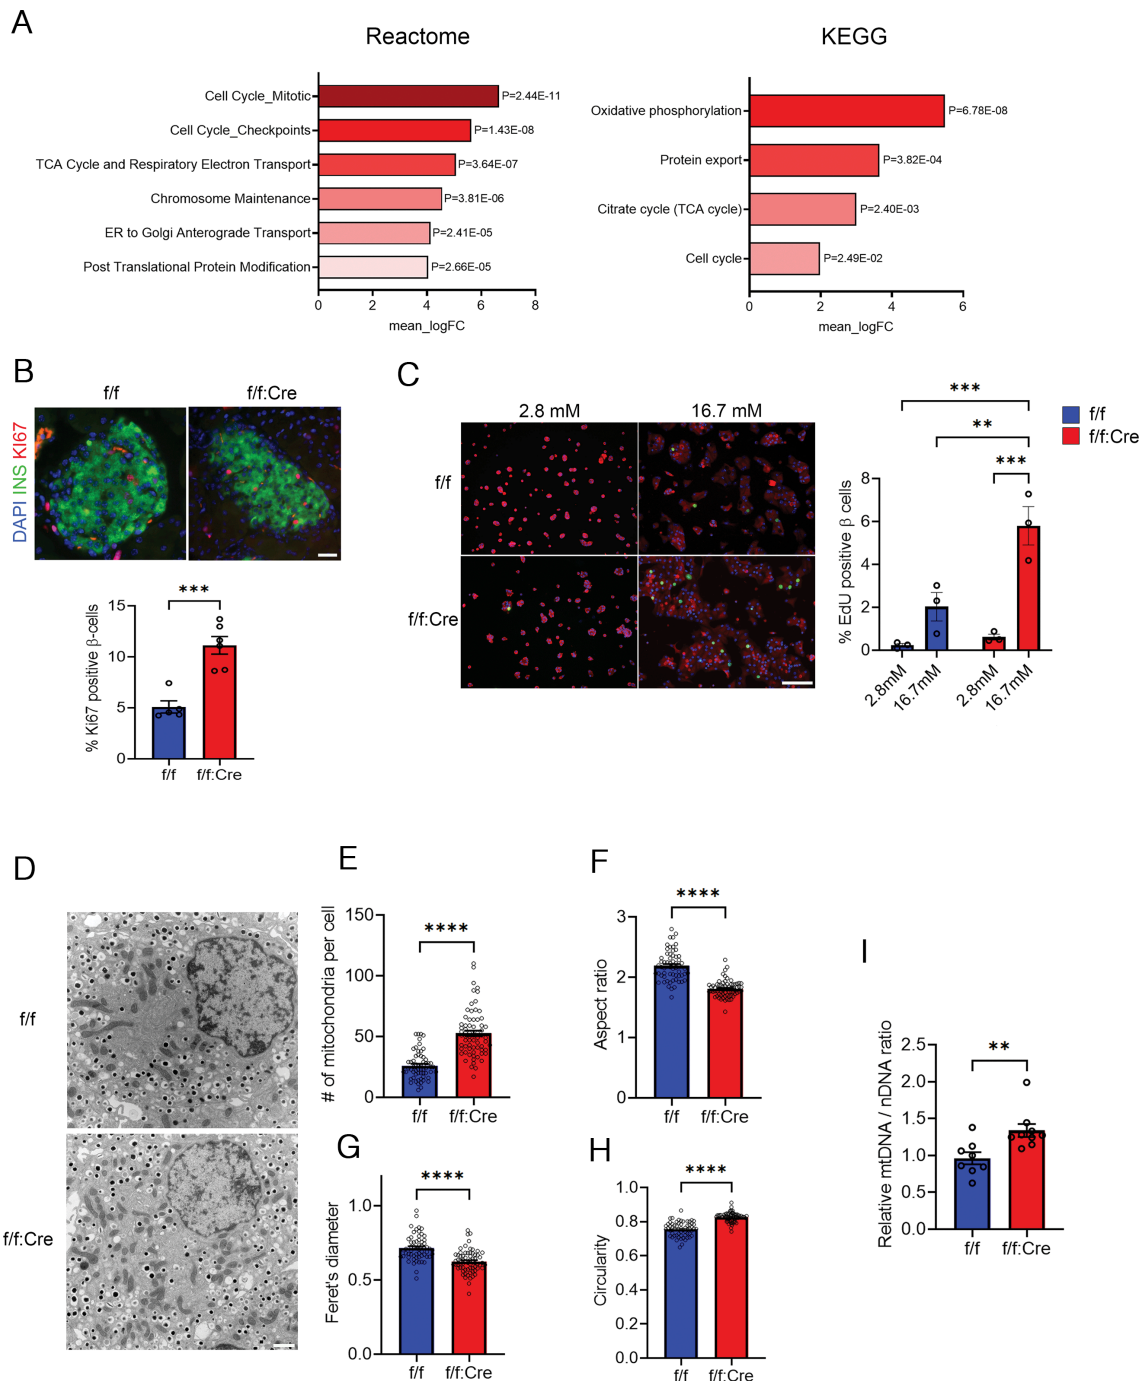 A
Reactome
Cell Cycle_Mitotic
P=2.44E-11
Cell Cycle_Checkpoints
P=1.43E-08
TCA Cycle and Respiratory Electron Transport
P=3.64E-07
Chromosome Maintenance
P=3.81E-06
ER to Golgi Anterograde Transport
P=2.41E-05
Post Translational Protein Modification
P=2.66E-05
0 2 4 6 8
mean_logFC
KEGG
Oxidative phosphorylation
P=6.78E-08
Protein export
P=3.82E-04
Citrate cycle (TCA cycle)
P=2.40E-03
Cell cycle
P=2.49E-02
0 2 4 6
mean_logFC
B
f/f f/f:Cre
DAPI INS KI67
***
% Ki67 positive β-cells
15
10
5
0
f/f f/f:Cre
C
2.8 mM 16.7 mM
f/f
f/f:Cre
***
**
***
f/f
f/f:Cre
% EdU positive β cells
8
6
4
2
0
2.8mM 16.7mM 2.8mM 16.7mM
D
f/f
f/f:Cre
E
****
# of mitochondria per cell
150
100
50
0
f/f f/f:Cre
F
****
Aspect ratio
3
2
1
0
f/f f/f:Cre
G
****
Feret's diameter
1.0
0.5
0.0
f/f f/f:Cre
H
****
Circularity
1.0
0.8
0.6
0.4
0.2
0.0
f/f f/f:Cre
I
**
Relative mtDNA / nDNA ratio
2.5
2.0
1.5
1.0
0.5
0.0
f/f f/f:Cre